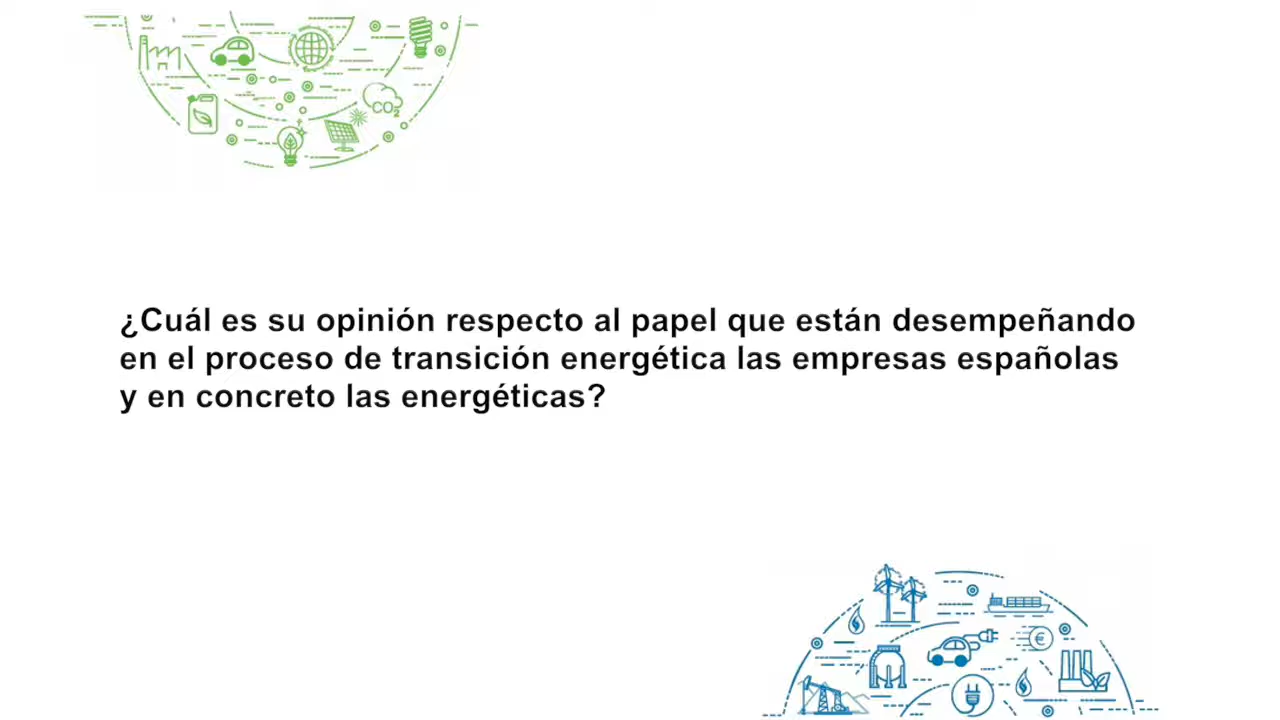 CO2
¿Cuál es su opinión respecto al papel que están desempeñando
en el proceso de transición energética las empresas españolas
y en concreto las energéticas?
€